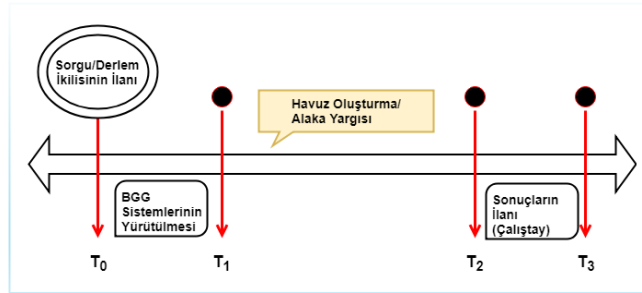 Sorgu/Derlem
İkilisinin İlanı
Havuz Oluşturma/
Alaka Yargısı
BGG
Sistemlerinin
Yürütülmesi
Sonuçların
İlanı
(Çalıştay)
T0
T1
T2
T3